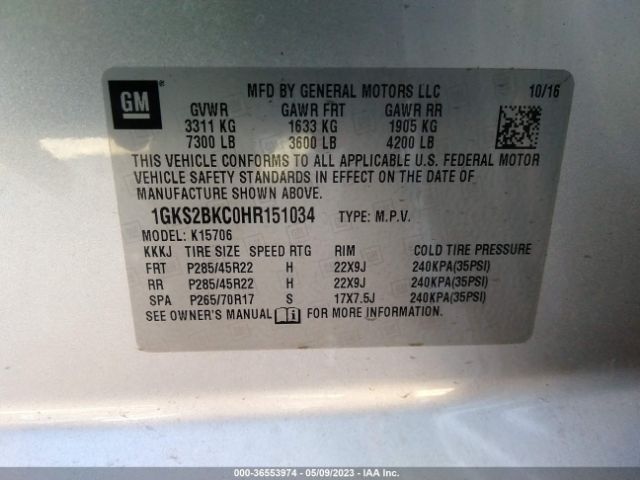 GM®
MFD BY GENERAL MOTORS LLC 10/16
GVWR GAWR FRT GAWR RR
3311 KG 1633 KG 1905 KG
7300 LB 3600 LB 4200 LB
THIS VEHICLE CONFORMS TO ALL APPLICABLE U.S. FEDERAL MOTOR
VEHICLE SAFETY STANDARDS IN EFFECT ON THE DATE OF
MANUFACTURE SHOWN ABOVE.
1GKS2BKC0HR151034 TYPE: M.P.V.
MODEL: K15706
KKKJ TIRE SIZE SPEED RTG RIM COLD TIRE PRESSURE
FRT P285/45R22 H 22X9J 240KPA(35PSI)
RR P285/45R22 H 22X9J 240KPA(35PSI)
SPA P265/70R17 S 17X7.5J 240KPA(35PSI)
SEE OWNER'S MANUAL FOR MORE INFORMATION.
000-36553974 - 05/09/2023 - IAA Inc.